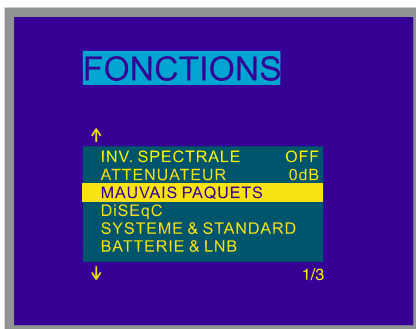 FONCTIONS
↑
INV. SPECTRALE OFF
ATTENUATEUR 0dB
MAUVAIS PAQUETS
DiSEqC
SYSTEME & STANDARD
BATTERIE & LNB
↓ 1/3